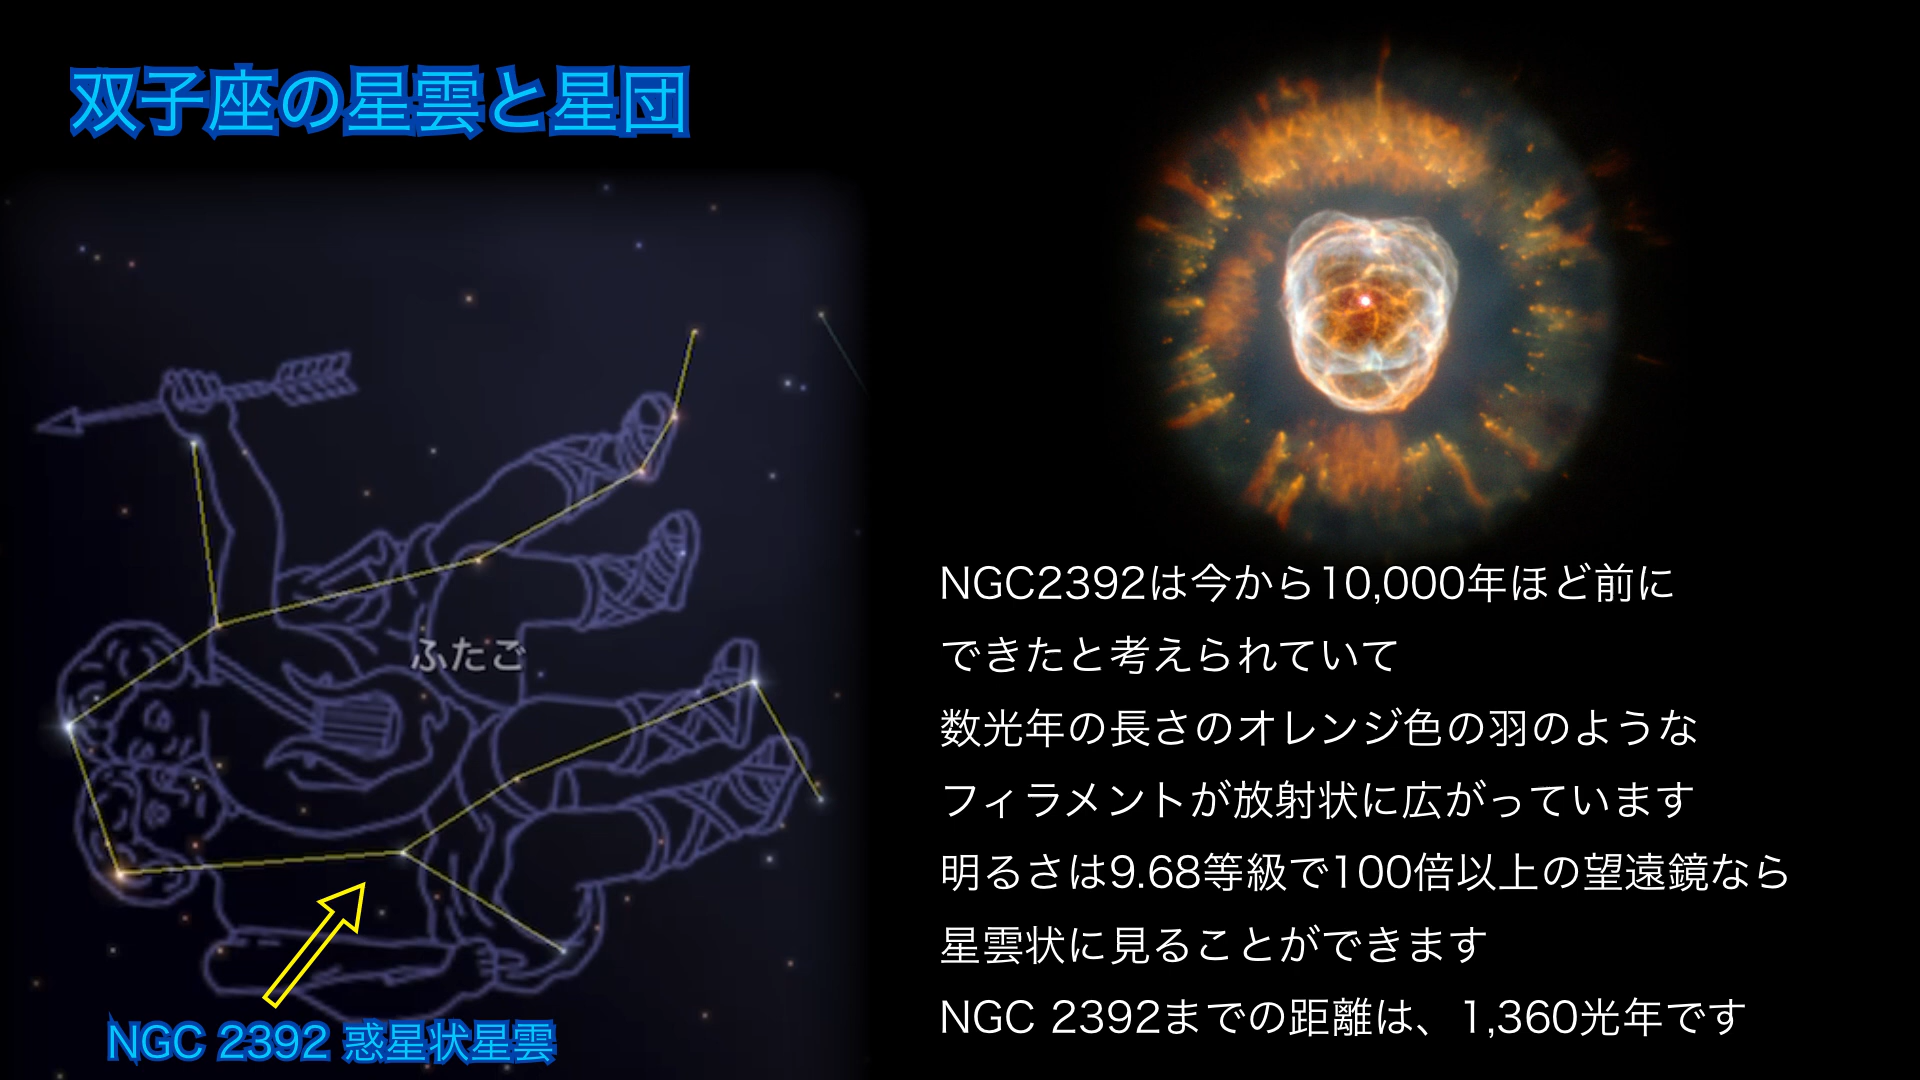 双子座の星雲と星団
ふたご
NGC 2392 惑星状星雲
NGC2392は今から10,000年ほど前に
できたと考えられていて
数光年の長さのオレンジ色の羽のような
フィラメントが放射状に広がっています
明るさは9.68等級で100倍以上の望遠鏡なら
星雲状に見ることができます
NGC 2392までの距離は、1,360光年です